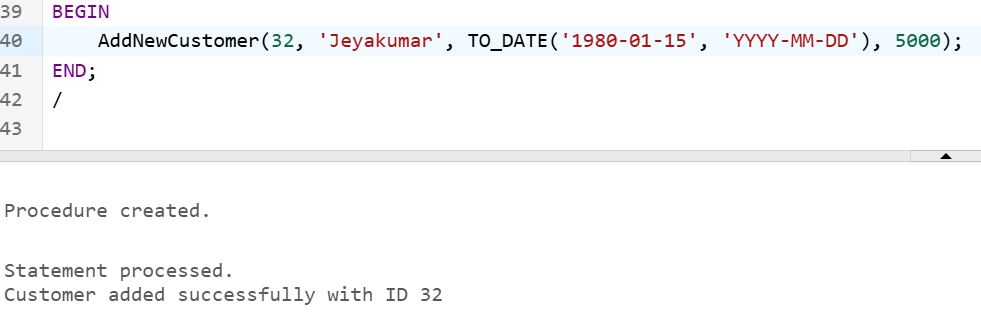 39 BEGIN
40     AddNewCustomer(32, 'Jeyakumar', TO_DATE('1980-01-15', 'YYYY-MM-DD'), 5000);
41 END;
42 /
43
Procedure created.
Statement processed.
Customer added successfully with ID 32